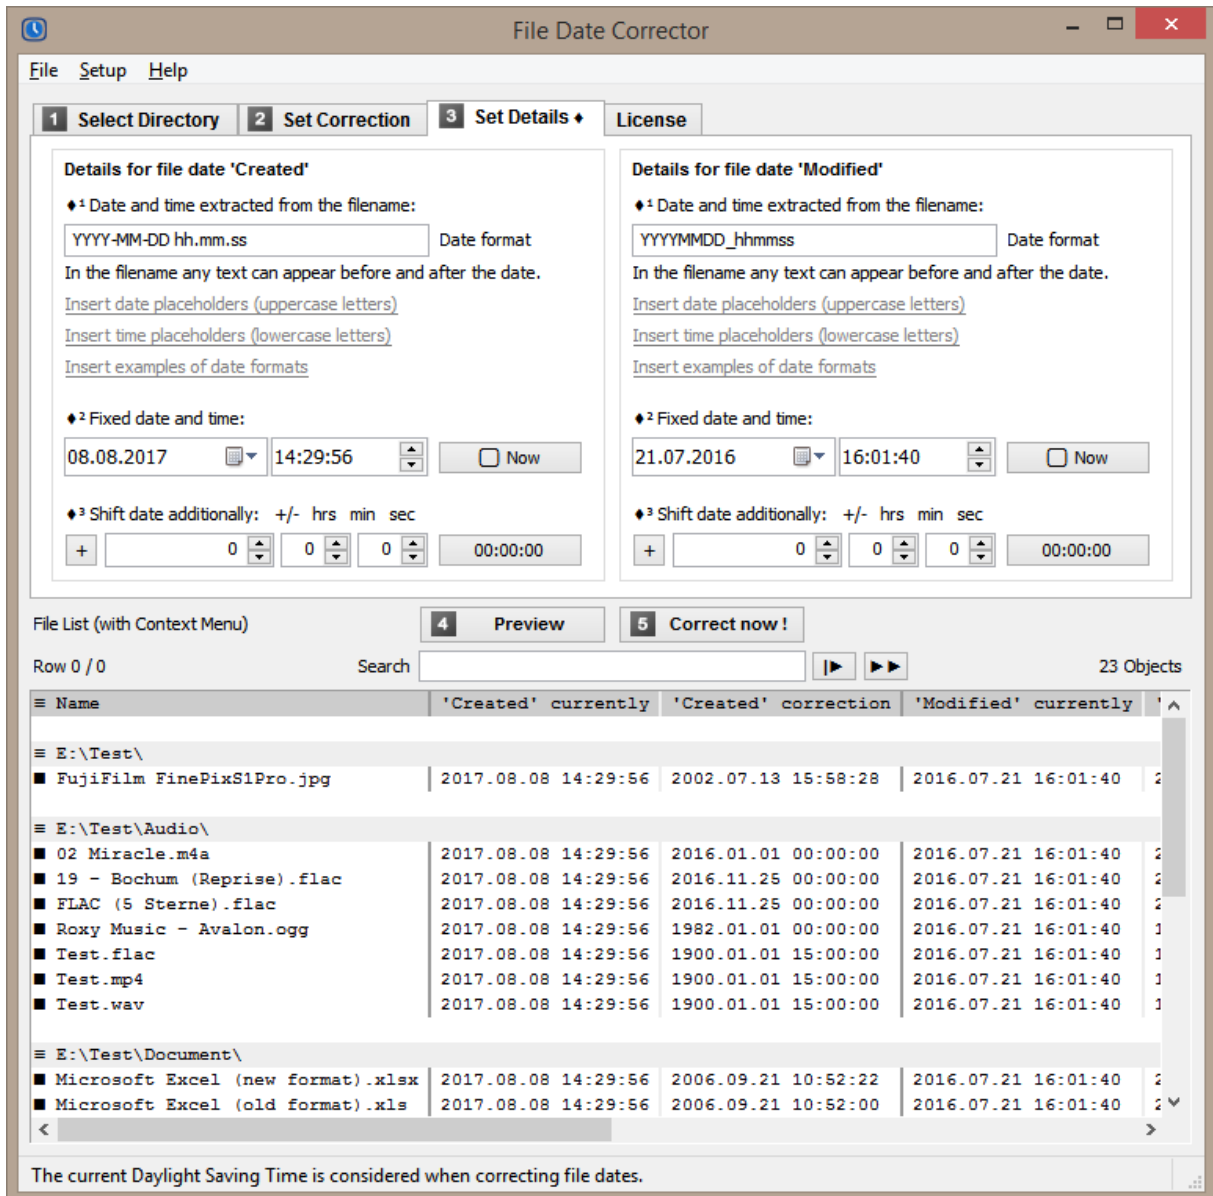 File Date Corrector
File Setup Help
1 Select Directory 2 Set Correction 3 Set Details ♦ License
Details for file date 'Created' Details for file date 'Modified'
♦¹ Date and time extracted from the filename: ♦¹ Date and time extracted from the filename:
YYYY-MM-DD hh.mm.ss Date format YYYYMMDD_hhmmss Date format
In the filename any text can appear before and after the date. In the filename any text can appear before and after the date.
Insert date placeholders (uppercase letters) Insert date placeholders (uppercase letters)
Insert time placeholders (lowercase letters) Insert time placeholders (lowercase letters)
Insert examples of date formats Insert examples of date formats
♦² Fixed date and time: ♦² Fixed date and time:
08.08.2017 14:29:56 Now 21.07.2016 16:01:40 Now
♦³ Shift date additionally: +/- hrs min sec ♦³ Shift date additionally: +/- hrs min sec
+ 0 0 0 00:00:00 + 0 0 0 00:00:00
File List (with Context Menu) 4 Preview 5 Correct now !
Row 0 / 0 Search 23 Objects
≡ Name 'Created' currently 'Created' correction 'Modified' currently '
≡ E:\Test\
■ FujiFilm FinePixS1Pro.jpg 2017.08.08 14:29:56 2002.07.13 15:58:28 2016.07.21 16:01:40 2
≡ E:\Test\Audio\
■ 02 Miracle.m4a 2017.08.08 14:29:56 2016.01.01 00:00:00 2016.07.21 16:01:40 2
■ 19 - Bochum (Reprise).flac 2017.08.08 14:29:56 2016.11.25 00:00:00 2016.07.21 16:01:40 2
■ FLAC (5 Sterne).flac 2017.08.08 14:29:56 2016.11.25 00:00:00 2016.07.21 16:01:40 2
■ Roxy Music - Avalon.ogg 2017.08.08 14:29:56 1982.01.01 00:00:00 2016.07.21 16:01:40 1
■ Test.flac 2017.08.08 14:29:56 1900.01.01 15:00:00 2016.07.21 16:01:40 1
■ Test.mp4 2017.08.08 14:29:56 1900.01.01 15:00:00 2016.07.21 16:01:40 1
■ Test.wav 2017.08.08 14:29:56 1900.01.01 15:00:00 2016.07.21 16:01:40 1
≡ E:\Test\Document\
■ Microsoft Excel (new format).xlsx 2017.08.08 14:29:56 2006.09.21 10:52:22 2016.07.21 16:01:40 2
■ Microsoft Excel (old format).xls 2017.08.08 14:29:56 2006.09.21 10:52:00 2016.07.21 16:01:40 2
The current Daylight Saving Time is considered when correcting file dates.